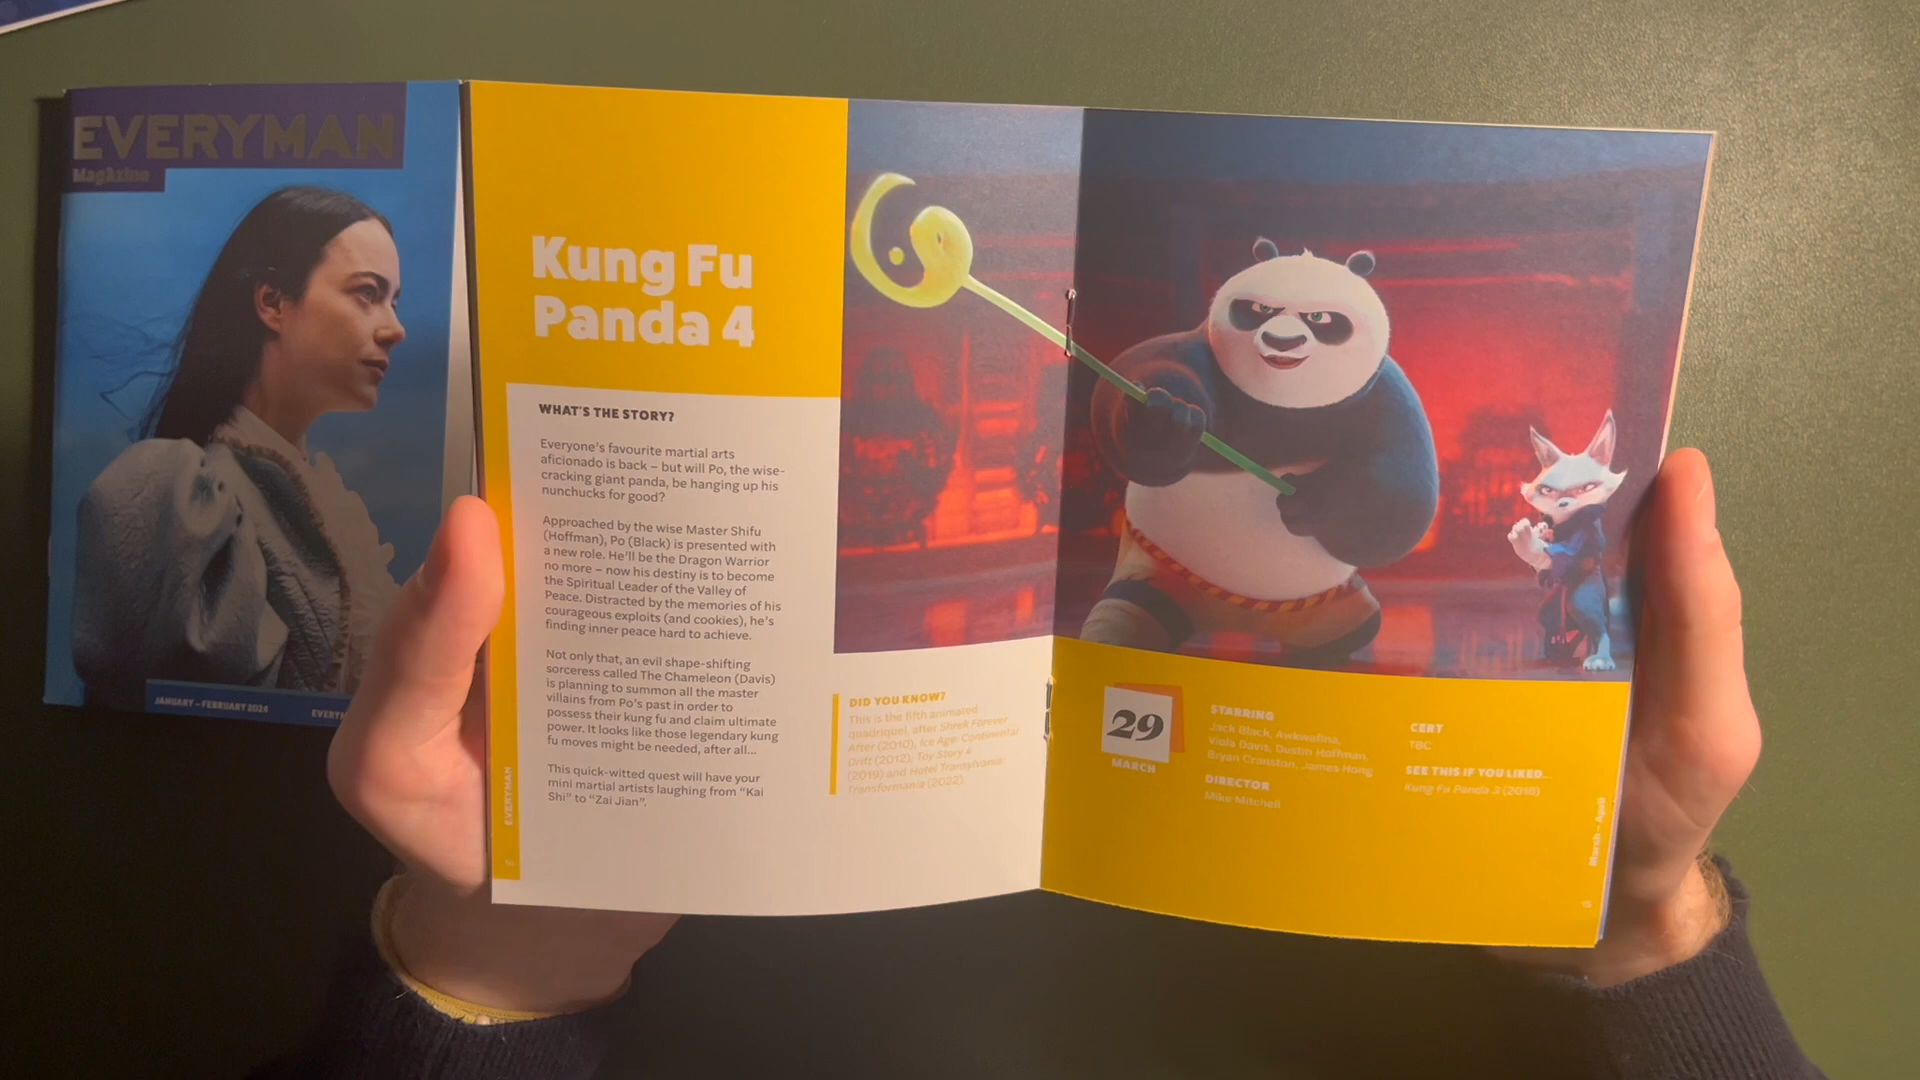 EVERYMAN
Magazine
JANUARY – FEBRUARY 2024
Kung Fu
Panda 4
WHAT'S THE STORY?
Everyone's favourite martial arts
aficionado is back – but will Po, the wise-
cracking giant panda, be hanging up his
nunchucks for good?
Approached by the wise Master Shifu
(Hoffman), Po (Black) is presented with
a new role. He'll be the Dragon Warrior
no more – now his destiny is to become
the Spiritual Leader of the Valley of
Peace. Distracted by the memories of his
courageous exploits (and cookies), he's
finding inner peace hard to achieve.
Not only that, an evil shape-shifting
sorceress called The Chameleon (Davis)
is planning to summon all the master
villains from Po's past in order to
possess their kung fu and claim ultimate
power. It looks like those legendary kung
fu moves might be needed, after all...
This quick-witted quest will have your
mini martial artists laughing from "Kai
Shi" to "Zai Jian".
EVERYMAN
DID YOU KNOW?
This is the fifth animated
quadriquel, after Shrek Forever
After (2010), Ice Age: Continental
Drift (2012), Toy Story 4
(2019) and Hotel Transylvania:
Transformania (2022)
29
MARCH
STARRING
Jack Black, Awkwafina,
Viola Davis, Dustin Hoffman,
Bryan Cranston, James Hong
DIRECTOR
Mike Mitchell
CERT
TBC
SEE THIS IF YOU LIKED...
Kung Fu Panda 3 (2016)
March – April